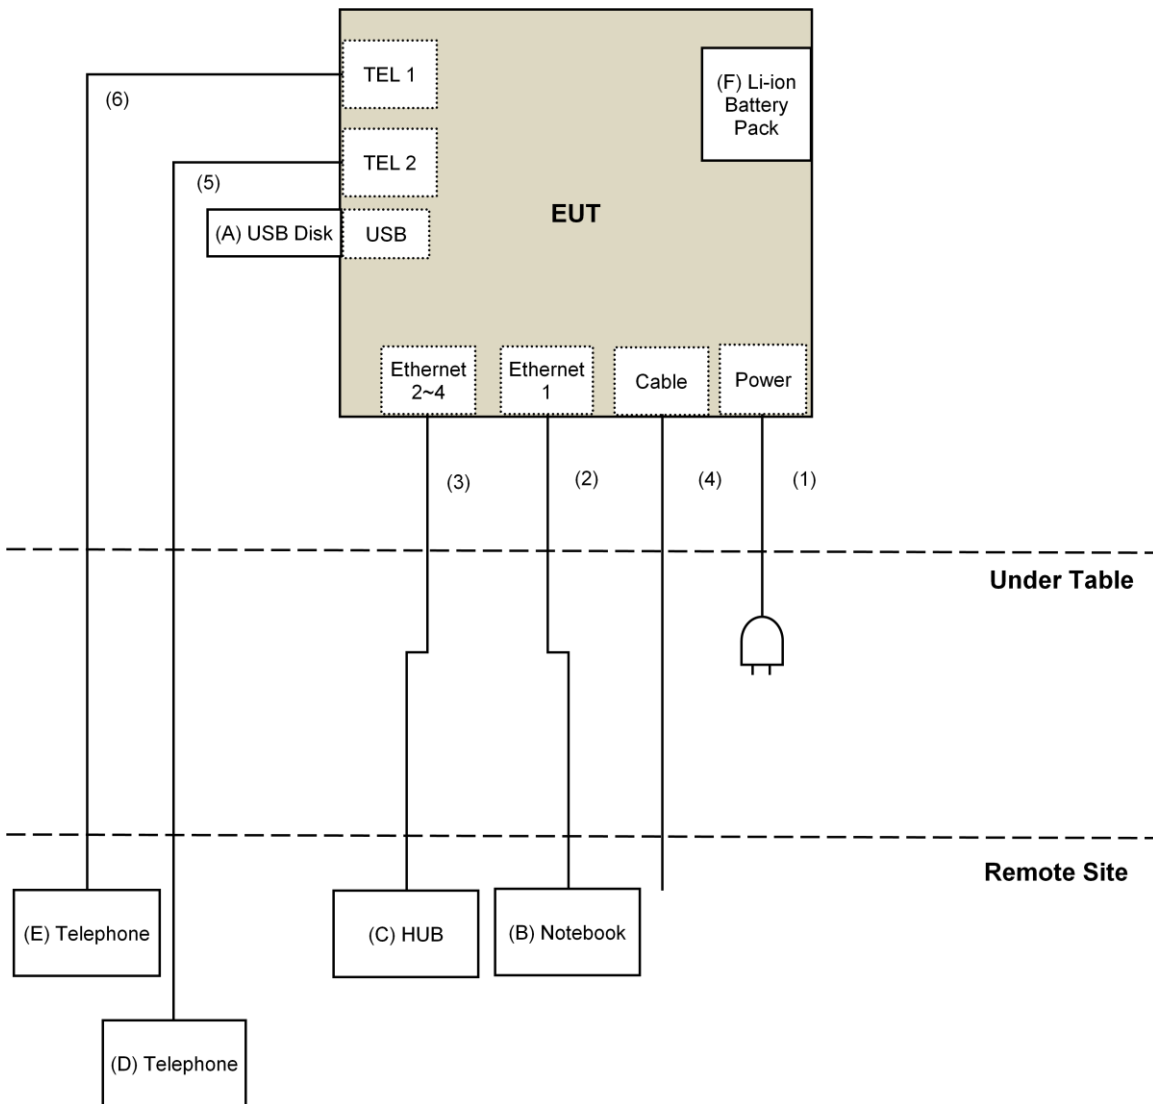 TEL 1
(F) Li-ion
Battery
Pack
(6)
TEL 2
(5)
EUT
(A) USB Disk
USB
Ethernet
2~4
Ethernet
1
Cable
Power
(3)
(2)
(4)
(1)
Under Table
Remote Site
(E) Telephone
(C) HUB
(B) Notebook
(D) Telephone